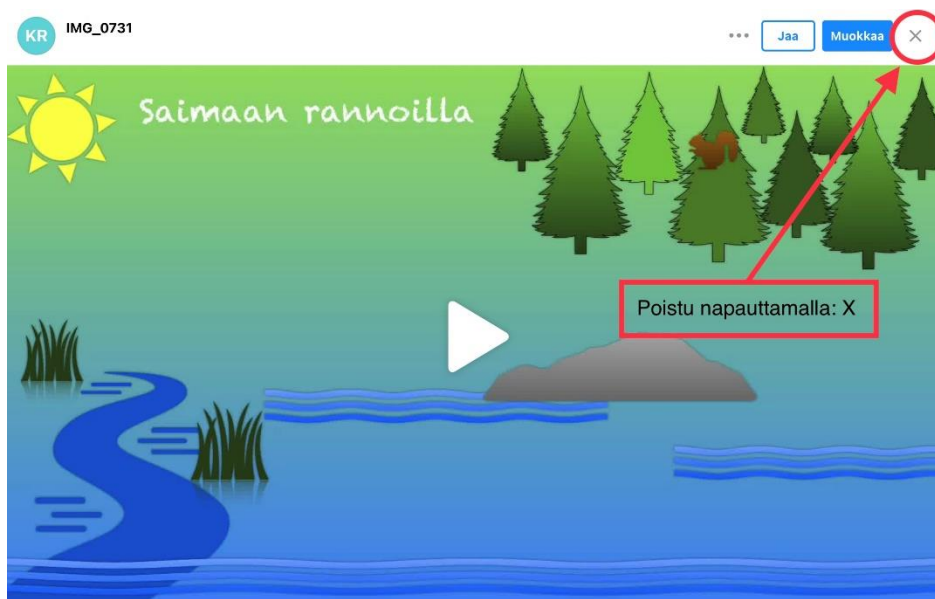 KR
IMG_0731
Jaa
Muokkaa
Saimaan rannoilla
Poistu napauttamalla: X